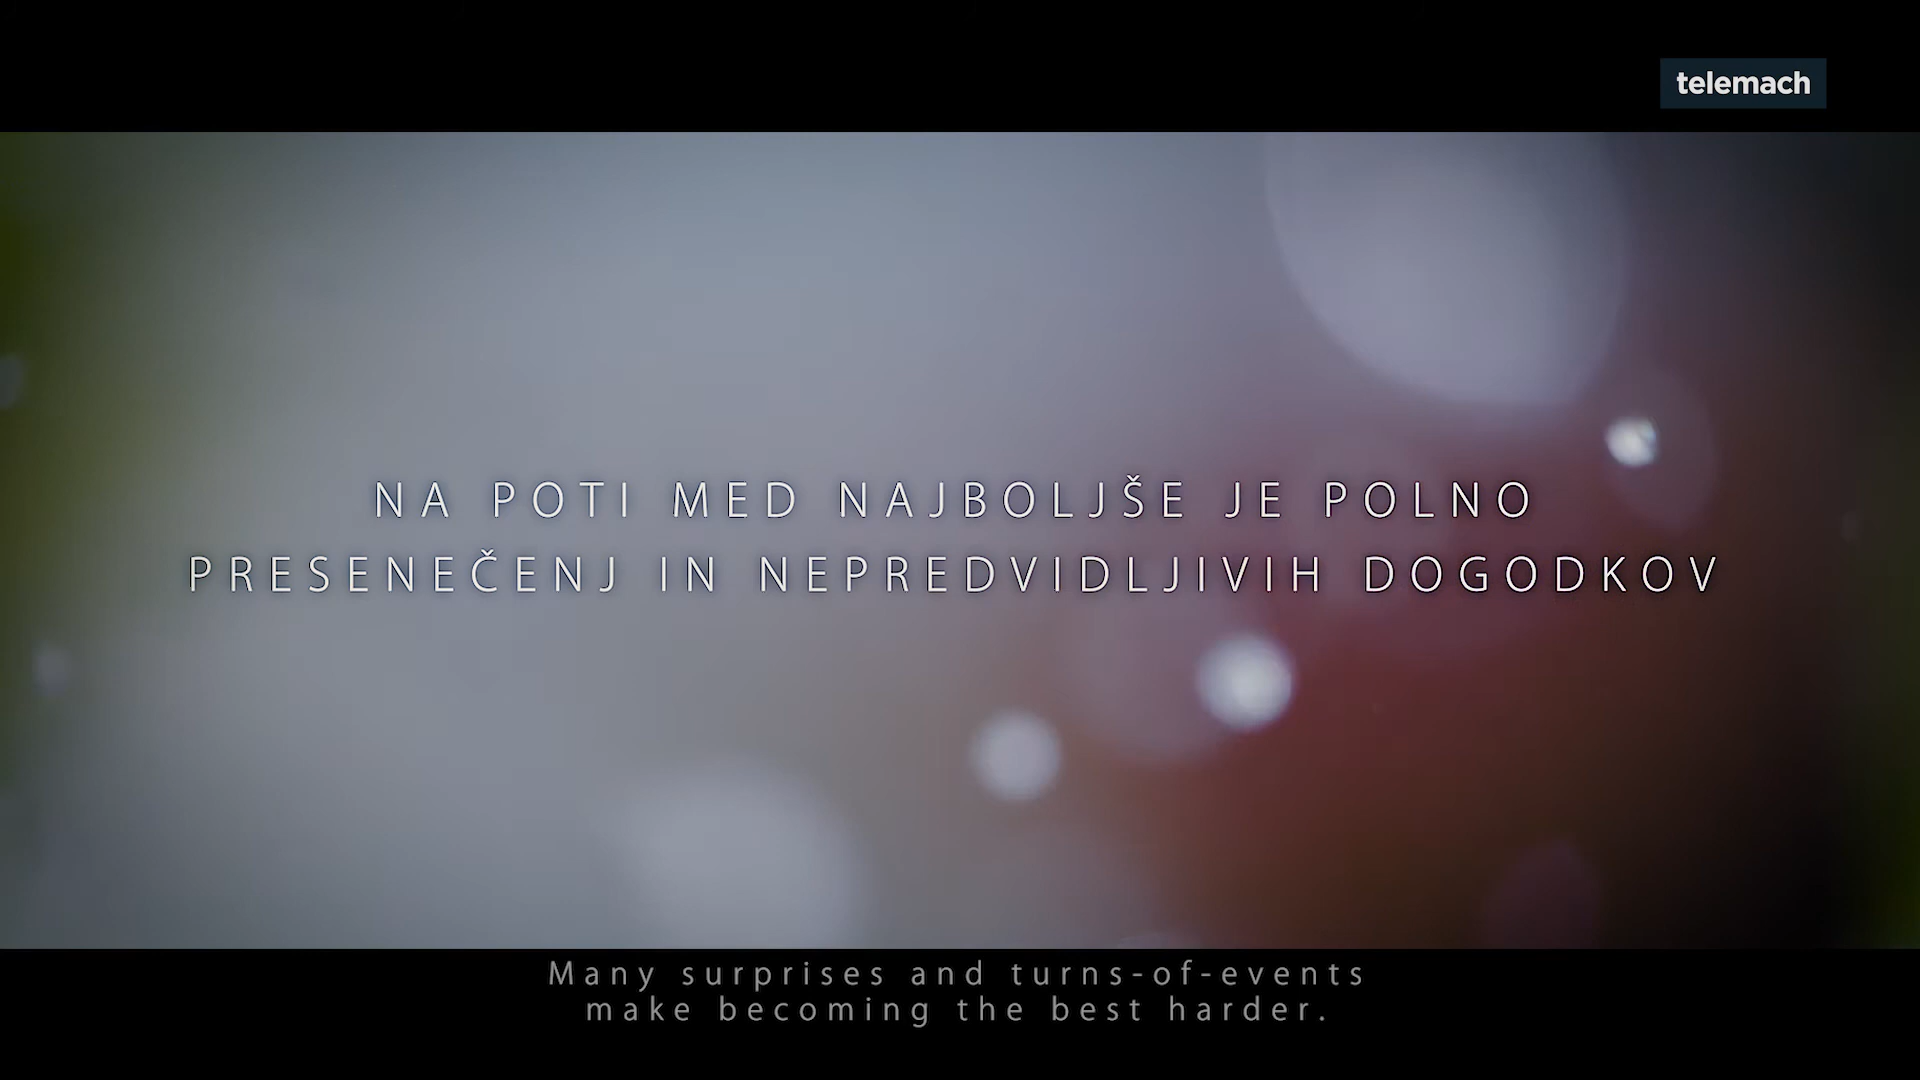 telemach
NA POTI MED NAJBOLJŠE JE POLNO
PRESENEČENJ IN NEPREDVIDLJIVIH DOGODKOV
Many surprises and turns-of-events
make becoming the best harder.